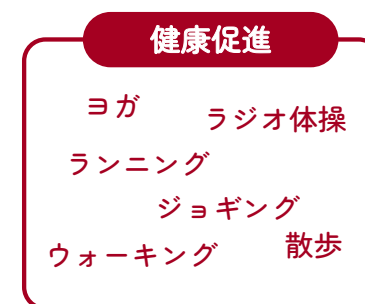 健康促進
ヨガ
ラジオ体操
ランニング
ジョギング
ウォーキング
散歩